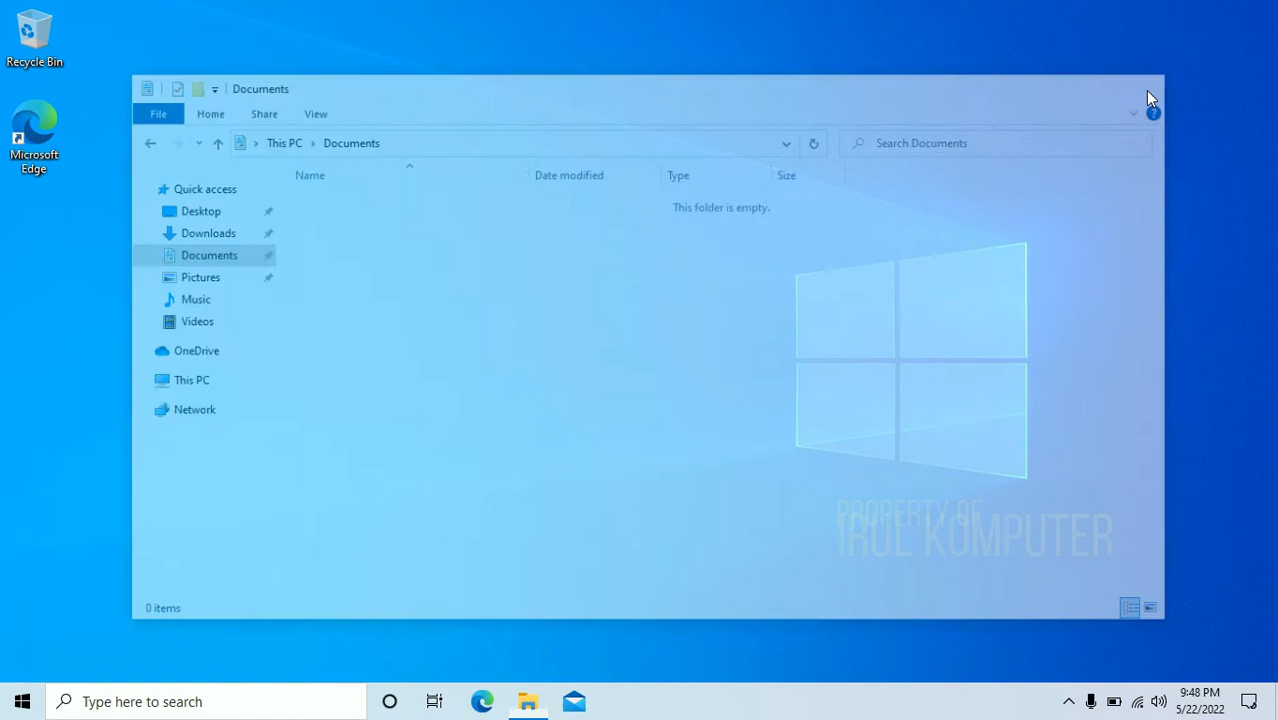 Recycle Bin
Microsoft
Edge
Documents
File Home Share View
This PC > Documents
Search Documents
Name Date modified Type Size
This folder is empty.
Quick access
Desktop
Downloads
Documents
Pictures
Music
Videos
OneDrive
This PC
Network
PROPERTY OF
IRUL KOMPUTER
0 items
Type here to search
9:48 PM
5/22/2022